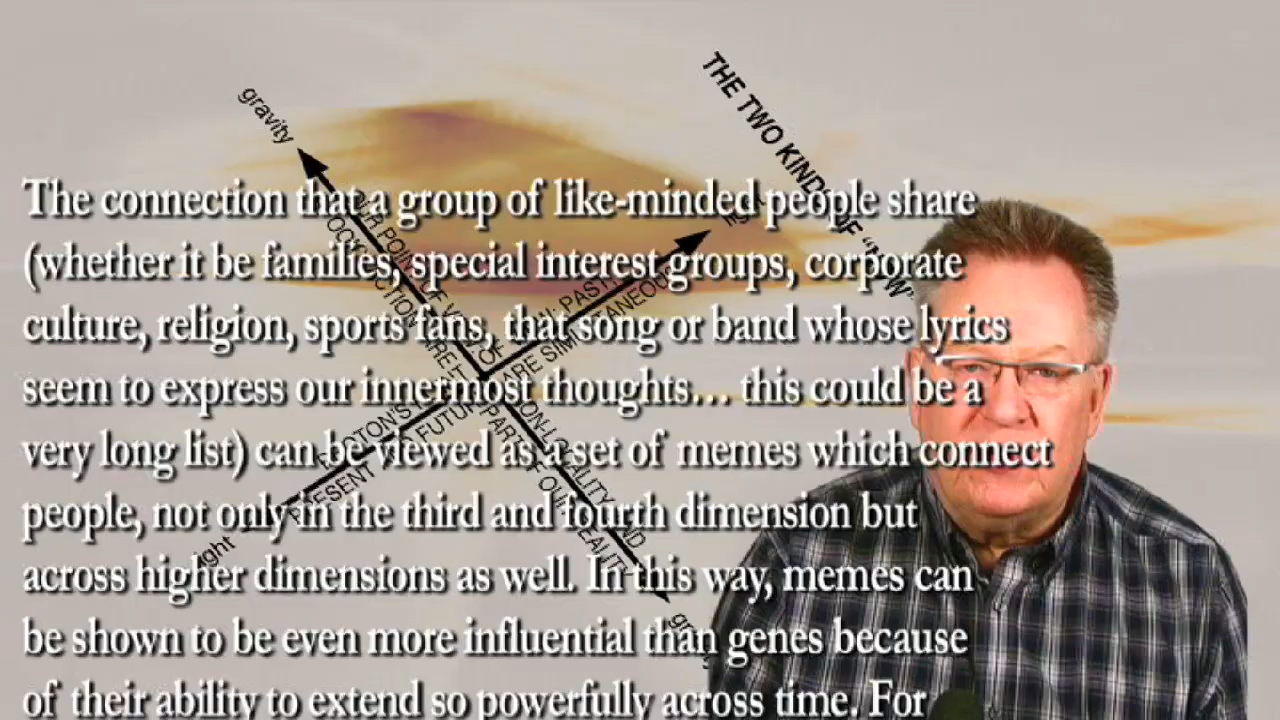 gravity
THE TWO KINDS OF "NOW"
light
The connection that a group of like-minded people share
(whether it be families, special interest groups, corporate
culture, religion, sports fans, that song or band whose lyrics
seem to express our innermost thoughts… this could be a
very long list) can be viewed as a set of memes which connect
people, not only in the third and fourth dimension but
across higher dimensions as well. In this way, memes can
be shown to be even more influential than genes because
of their ability to extend so powerfully across time. For
light
PRESENT